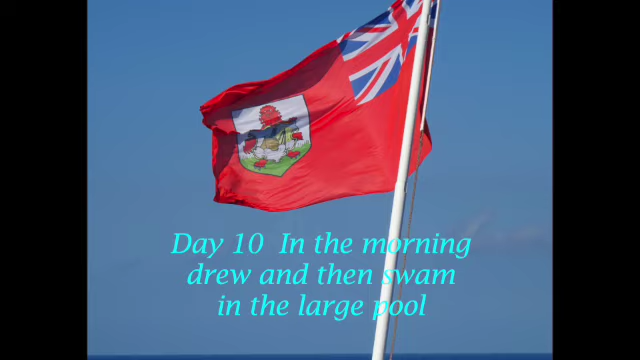 Day 10  In the morning
drew and then swam
in the large pool